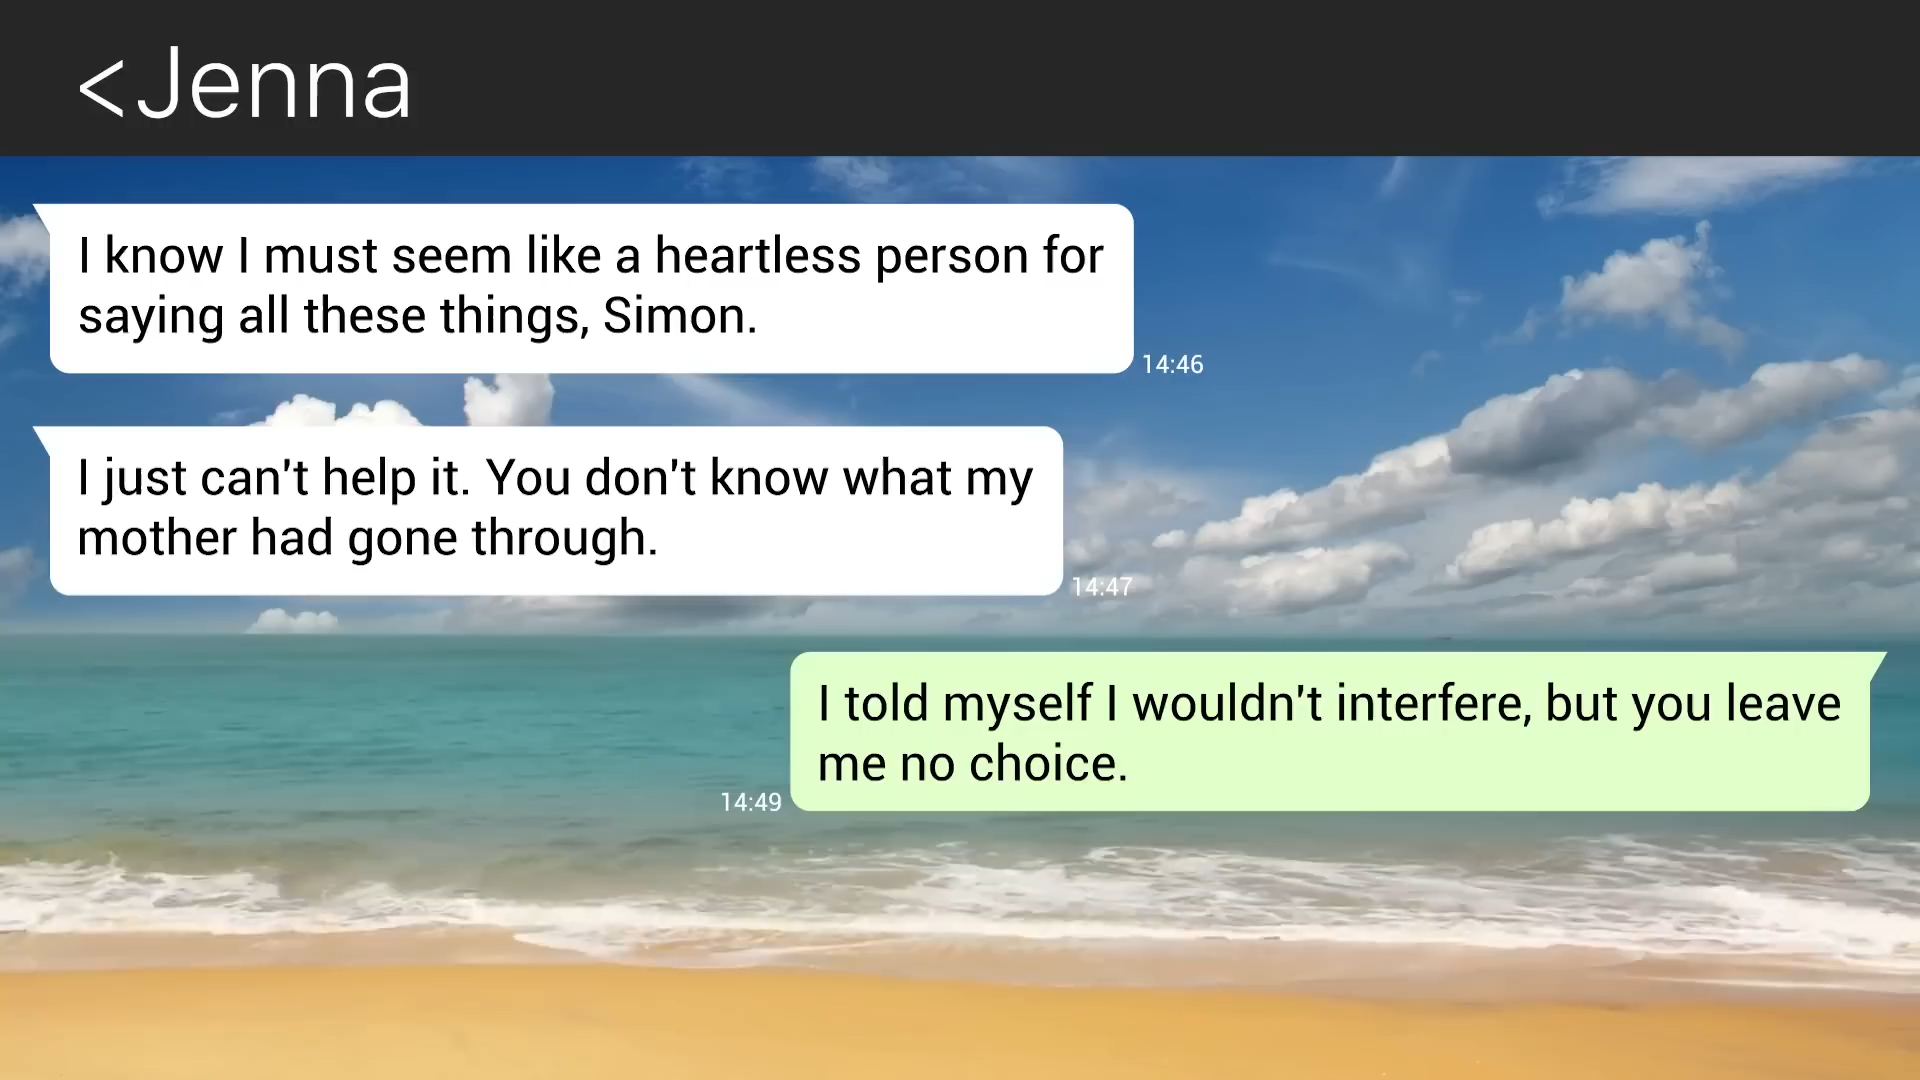 <Jenna
I know I must seem like a heartless person for
saying all these things, Simon.
14:46
I just can't help it. You don't know what my
mother had gone through.
14:47
I told myself I wouldn't interfere, but you leave
me no choice.
14:49